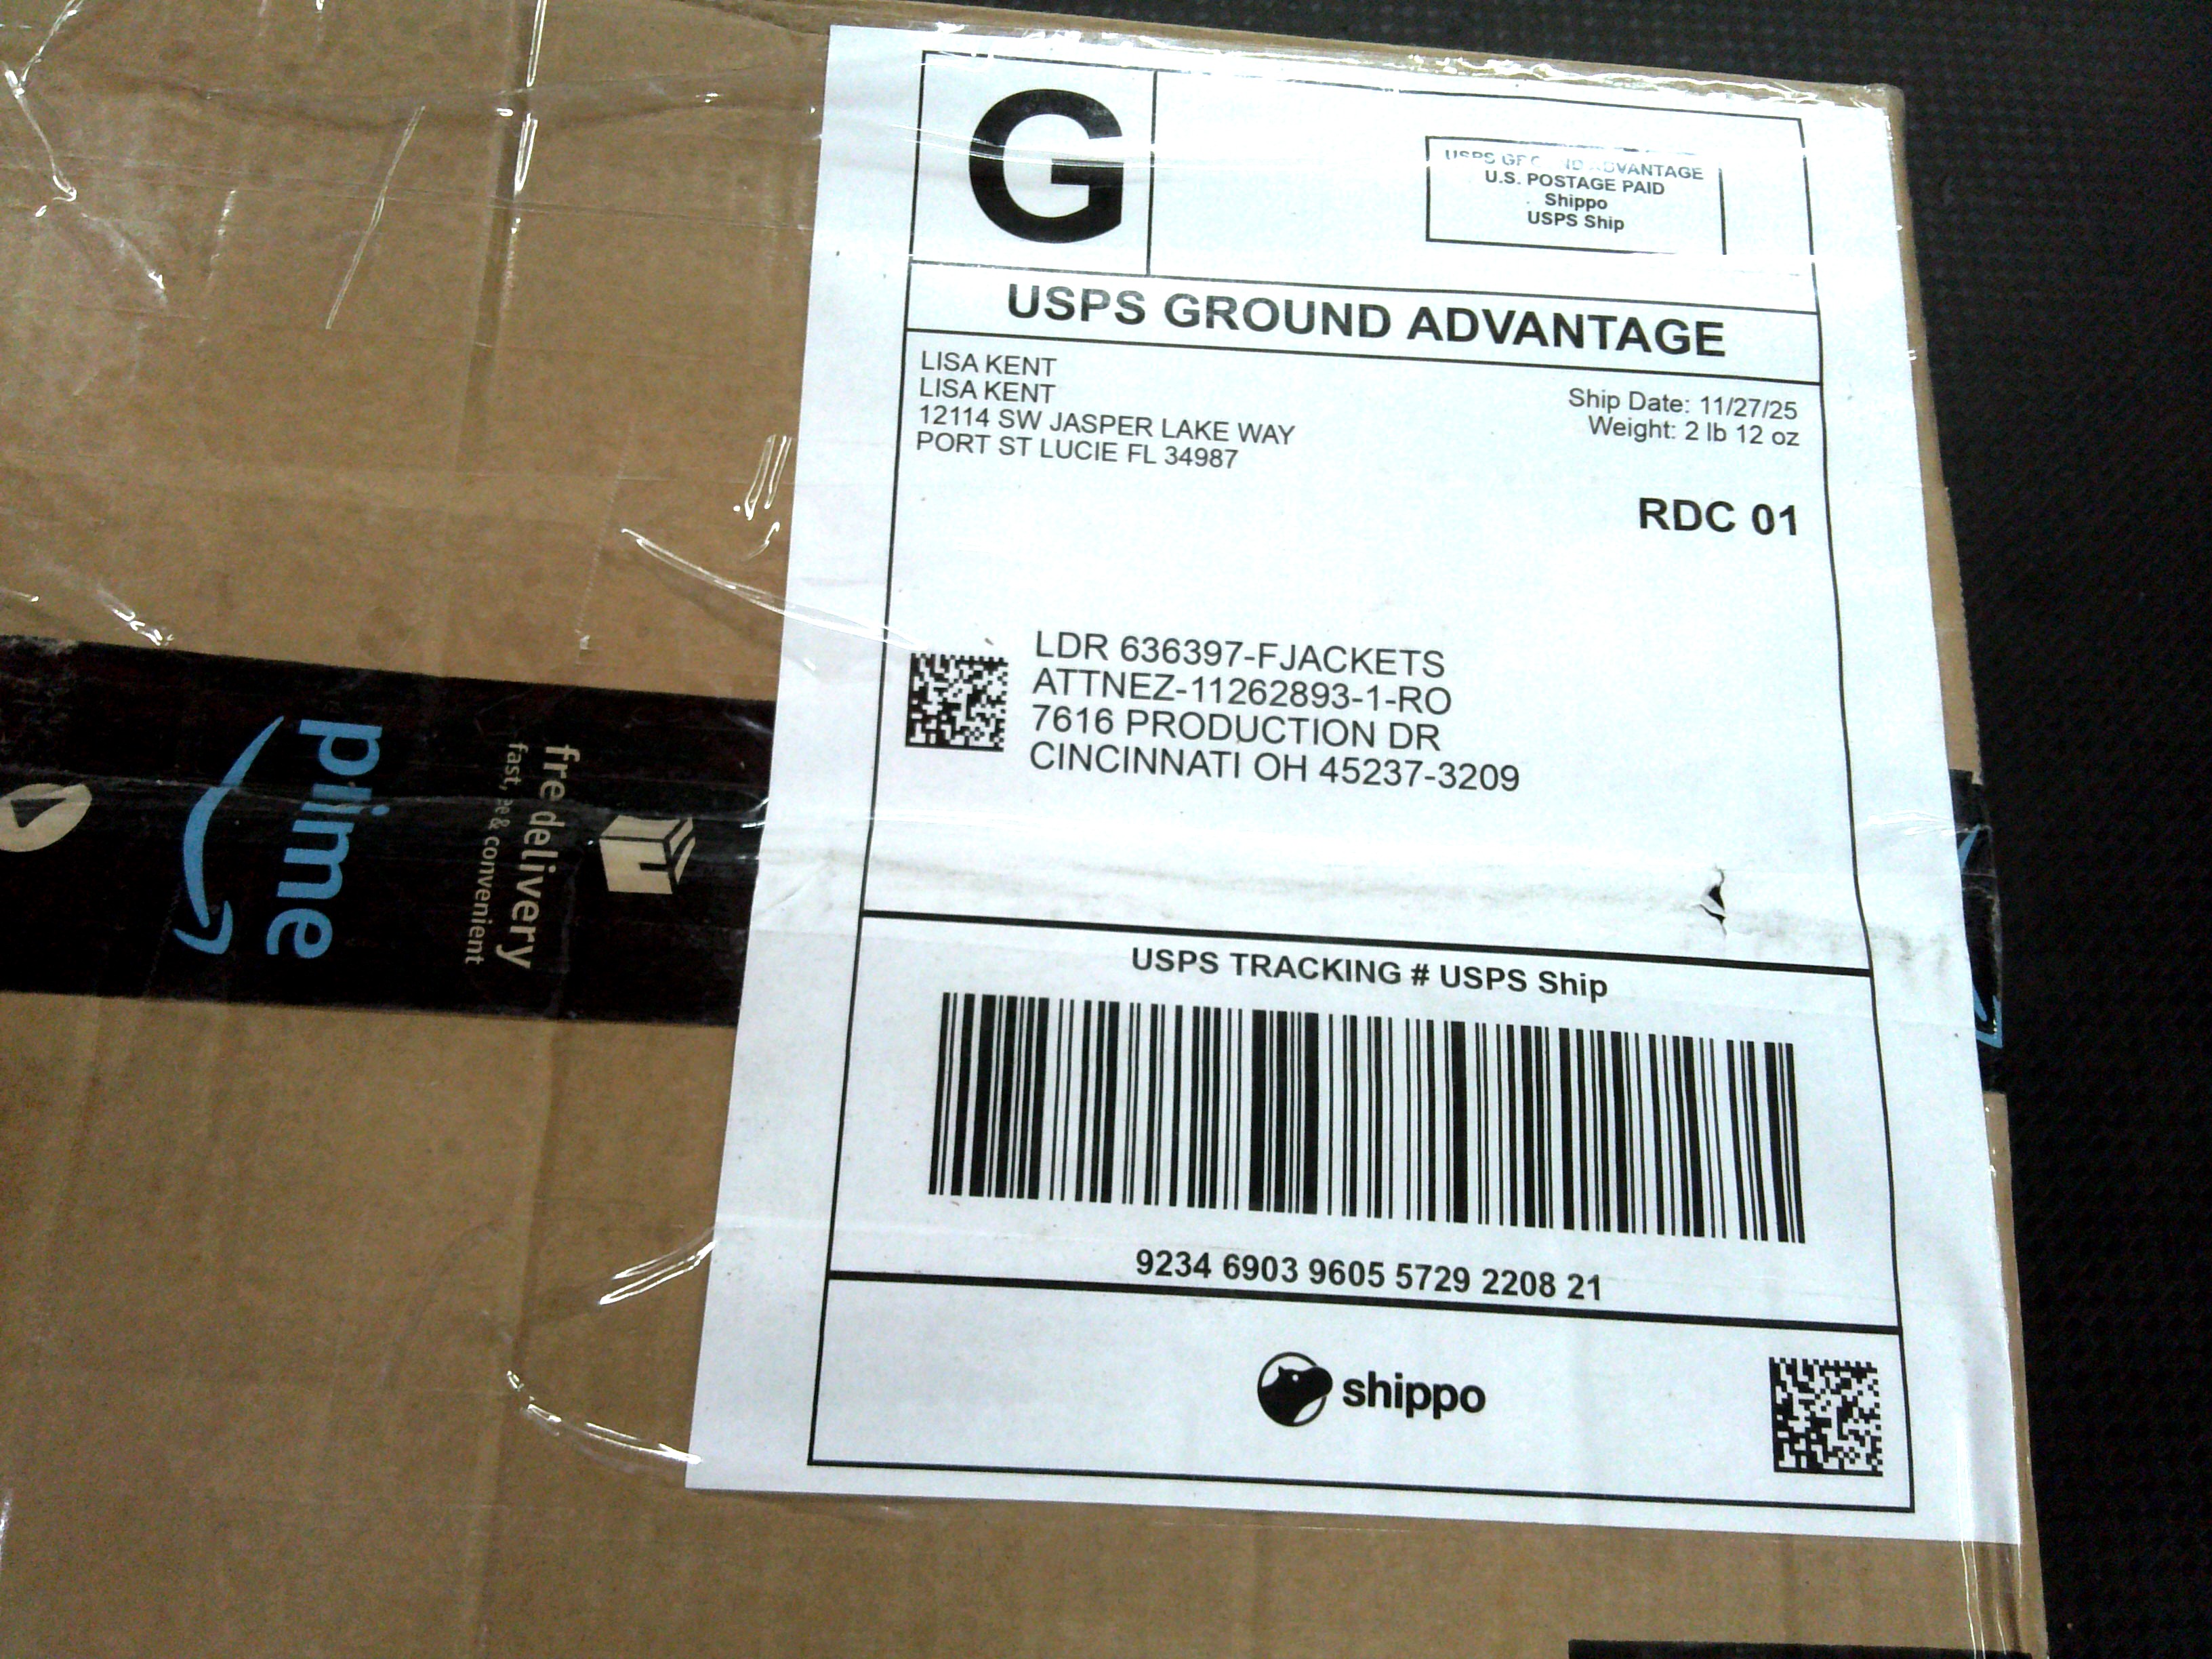 G
USPS GROUND ADVANTAGE
U.S. POSTAGE PAID
Shippo
USPS Ship
USPS GROUND ADVANTAGE
LISA KENT
LISA KENT
12114 SW JASPER LAKE WAY
PORT ST LUCIE FL 34987
Ship Date: 11/27/25
Weight: 2 lb 12 oz
RDC 01
LDR 636397-FJACKETS
ATTNEZ-11262893-1-RO
7616 PRODUCTION DR
CINCINNATI OH 45237-3209
USPS TRACKING # USPS Ship
9234 6903 9605 5729 2208 21
shippo
prime
free delivery
fast, & convenient